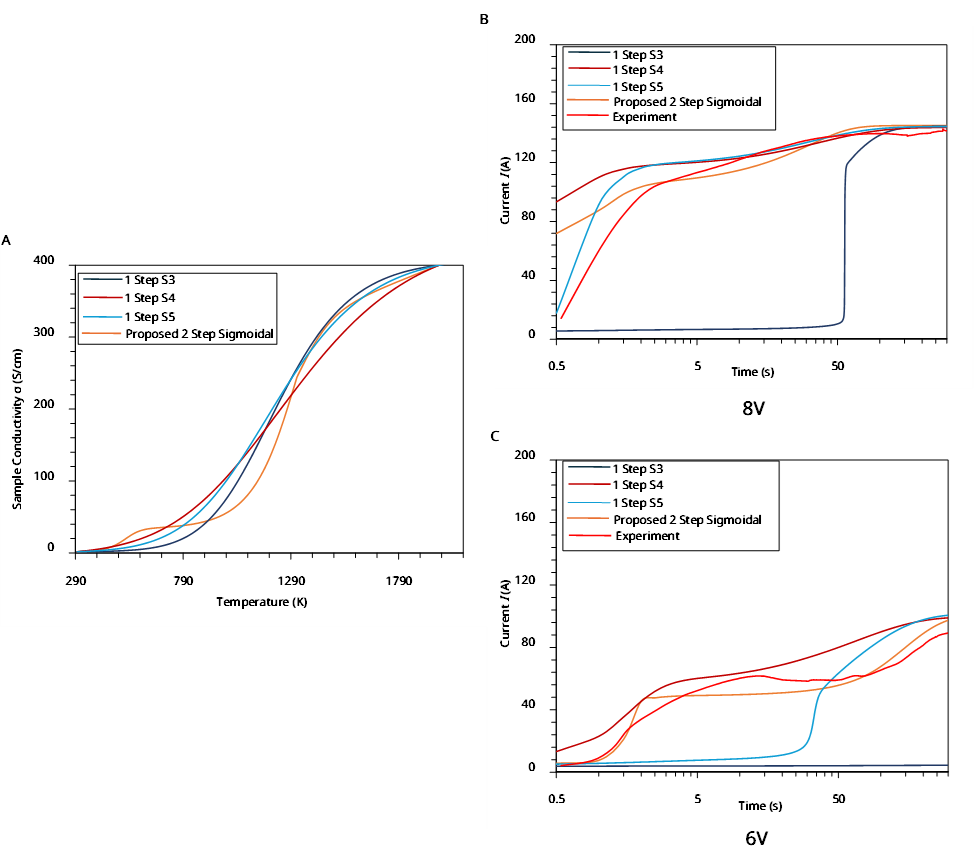 A
400
300
200
100
0
Sample Conductivity σ (S/cm)
1 Step S3
1 Step S4
1 Step S5
Proposed 2 Step Sigmoidal
290 790 1290 1790
Temperature (K)
B
200
160
120
80
40
0
Current I (A)
1 Step S3
1 Step S4
1 Step S5
Proposed 2 Step Sigmoidal
Experiment
0.5 5 50
Time (s)
8V
C
200
160
120
80
40
0
Current I (A)
1 Step S3
1 Step S4
1 Step S5
Proposed 2 Step Sigmoidal
Experiment
0.5 5 50
Time (s)
6V